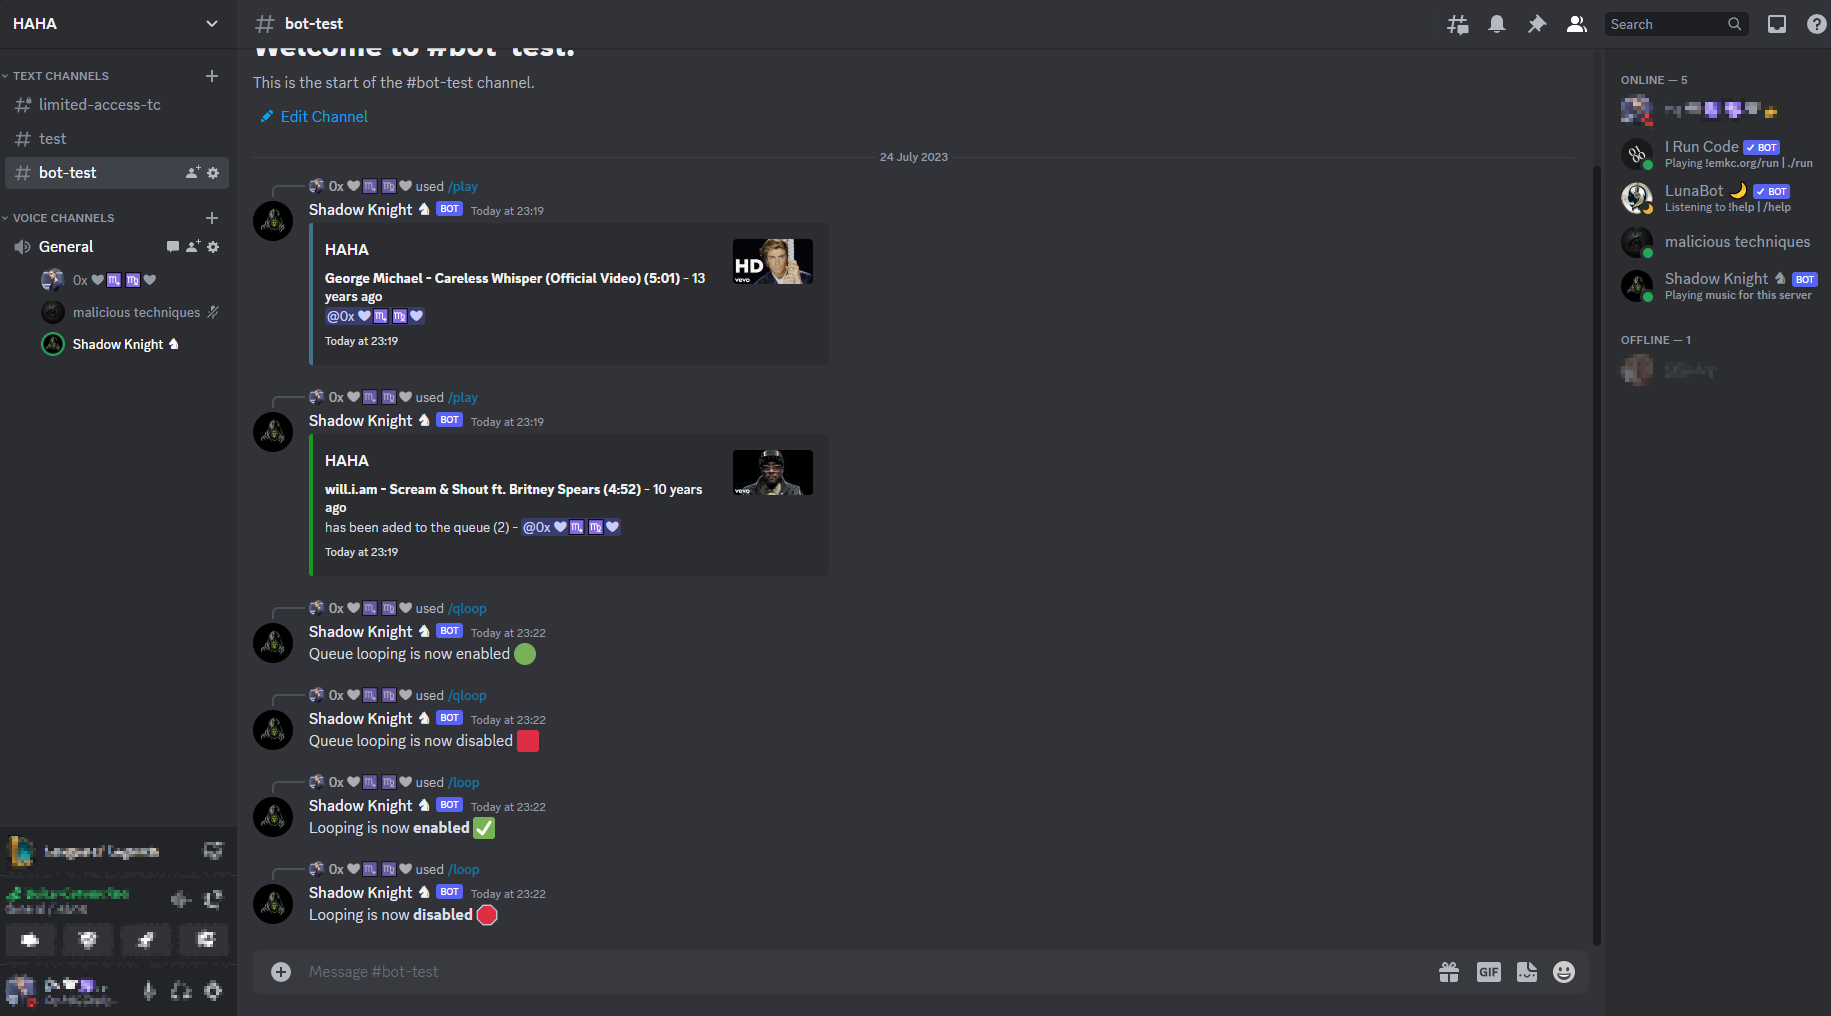 HAHA
TEXT CHANNELS
limited-access-tc
test
bot-test
VOICE CHANNELS
General
0x 🤍♏♍🤍
malicious techniques
Shadow Knight ♞
bot-test
Search
Welcome to #bot-test!
This is the start of the #bot-test channel.
Edit Channel
24 July 2023
0x 🤍♏♍🤍 used /play
Shadow Knight ♞ BOT Today at 23:19
HAHA
George Michael - Careless Whisper (Official Video) (5:01) - 13
years ago
@0x 🤍♏♍🤍
Today at 23:19
HD
vevo
0x 🤍♏♍🤍 used /play
Shadow Knight ♞ BOT Today at 23:19
HAHA
will.i.am - Scream & Shout ft. Britney Spears (4:52) - 10 years
ago
has been aded to the queue (2) - @0x 🤍♏♍🤍
Today at 23:19
vevo
0x 🤍♏♍🤍 used /qloop
Shadow Knight ♞ BOT Today at 23:22
Queue looping is now enabled 🟢
0x 🤍♏♍🤍 used /qloop
Shadow Knight ♞ BOT Today at 23:22
Queue looping is now disabled 🟥
0x 🤍♏♍🤍 used /loop
Shadow Knight ♞ BOT Today at 23:22
Looping is now enabled ✅
0x 🤍♏♍🤍 used /loop
Shadow Knight ♞ BOT Today at 23:22
Looping is now disabled 🛑
Message #bot-test
GIF
ONLINE — 5
I Run Code ✓ BOT
Playing !emkc.org/run | ./run
LunaBot 🌙 ✓ BOT
Listening to !help | /help
malicious techniques
Shadow Knight ♞ BOT
Playing music for this server
OFFLINE — 1